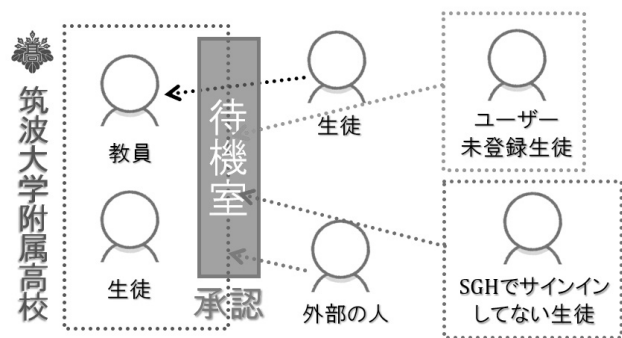 筑波大学附属高校
教員
生徒
待機室
承認
生徒
外部の人
ユーザー
未登録生徒
SGHでサインイン
してない生徒